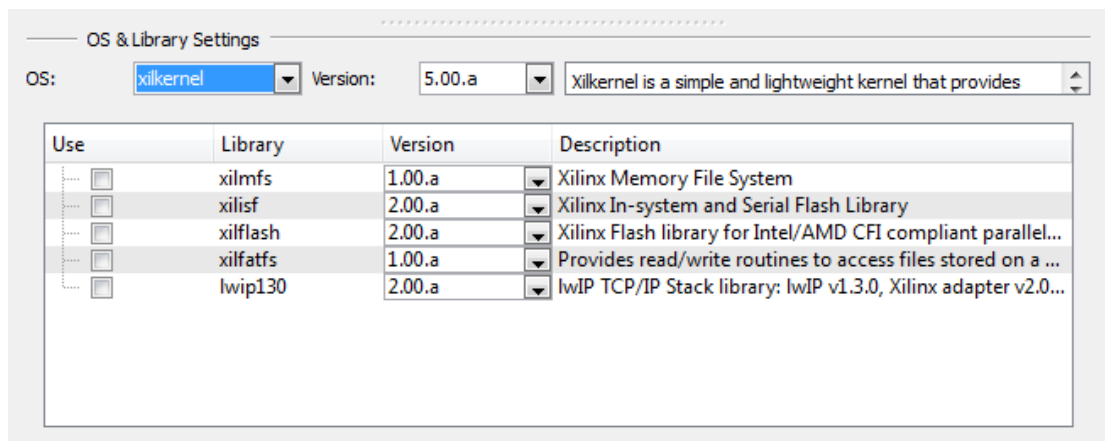 OS & Library Settings
OS: xilkernel Version: 5.00.a Xilkernel is a simple and lightweight kernel that provides
Use Library Version Description
xilmfs 1.00.a Xilinx Memory File System
xilisf 2.00.a Xilinx In-system and Serial Flash Library
xilflash 2.00.a Xilinx Flash library for Intel/AMD CFI compliant parallel...
xilfatfs 1.00.a Provides read/write routines to access files stored on a ...
lwip130 2.00.a lwIP TCP/IP Stack library: lwIP v1.3.0, Xilinx adapter v2.0...